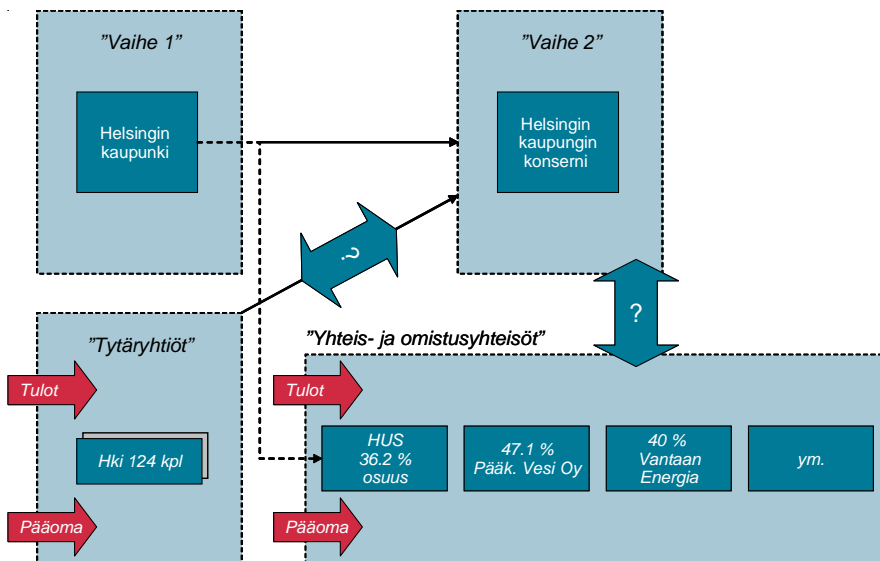 "Vaihe 1"
Helsingin
kaupunki
"Vaihe 2"
Helsingin
kaupungin
konserni
?
?
"Tytäryhtiöt"
Tulot
Hki 124 kpl
Pääoma
"Yhteis- ja omistusyhteisöt"
Tulot
HUS
36.2 %
osuus
47.1 %
Pääk. Vesi Oy
40 %
Vantaan
Energia
ym.
Pääoma